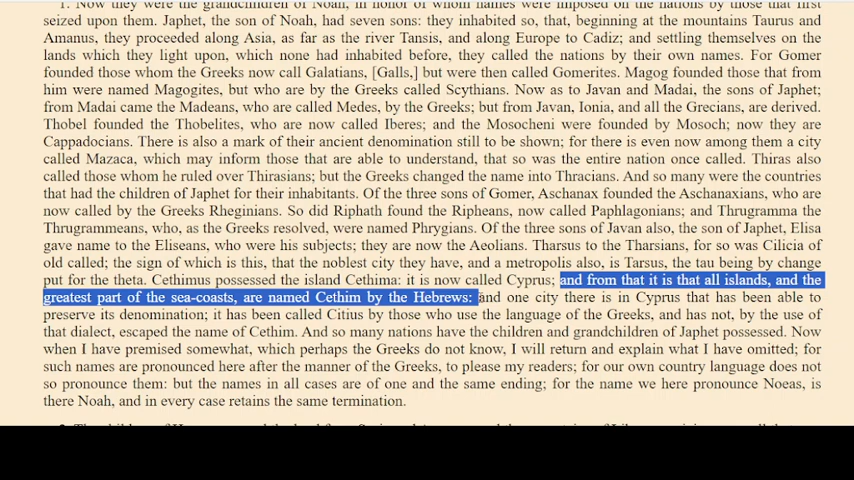 1. Now they were the grandchildren of Noah, in honor of whom names were imposed on the nations by those that first
seized upon them. Japhet, the son of Noah, had seven sons: they inhabited so, that, beginning at the mountains Taurus and
Amanus, they proceeded along Asia, as far as the river Tansis, and along Europe to Cadiz; and settling themselves on the
lands which they light upon, which none had inhabited before, they called the nations by their own names. For Gomer
founded those whom the Greeks now call Galatians, [Galls,] but were then called Gomerites. Magog founded those that from
him were named Magogites, but who are by the Greeks called Scythians. Now as to Javan and Madai, the sons of Japhet;
from Madai came the Madeans, who are called Medes, by the Greeks; but from Javan, Ionia, and all the Grecians, are derived.
Thobel founded the Thobelites, who are now called Iberes; and the Mosocheni were founded by Mosoch; now they are
Cappadocians. There is also a mark of their ancient denomination still to be shown; for there is even now among them a city
called Mazaca, which may inform those that are able to understand, that so was the entire nation once called. Thiras also
called those whom he ruled over Thirasians; but the Greeks changed the name into Thracians. And so many were the countries
that had the children of Japhet for their inhabitants. Of the three sons of Gomer, Aschanax founded the Aschanaxians, who are
now called by the Greeks Rheginians. So did Riphath found the Ripheans, now called Paphlagonians; and Thrugramma the
Thrugrammeans, who, as the Greeks resolved, were named Phrygians. Of the three sons of Javan also, the son of Japhet, Elisa
gave name to the Eliseans, who were his subjects; they are now the Aeolians. Tharsus to the Tharsians, for so was Cilicia of
old called; the sign of which is this, that the noblest city they have, and a metropolis also, is Tarsus, the tau being by change
put for the theta. Cethimus possessed the island Cethima: it is now called Cyprus; and from that it is that all islands, and the
greatest part of the sea-coasts, are named Cethim by the Hebrews: and one city there is in Cyprus that has been able to
preserve its denomination; it has been called Citius by those who use the language of the Greeks, and has not, by the use of
that dialect, escaped the name of Cethim. And so many nations have the children and grandchildren of Japhet possessed. Now
when I have premised somewhat, which perhaps the Greeks do not know, I will return and explain what I have omitted; for
such names are pronounced here after the manner of the Greeks, to please my readers; for our own country language does not
so pronounce them: but the names in all cases are of one and the same ending; for the name we here pronounce Noeas, is
there Noah, and in every case retains the same termination.